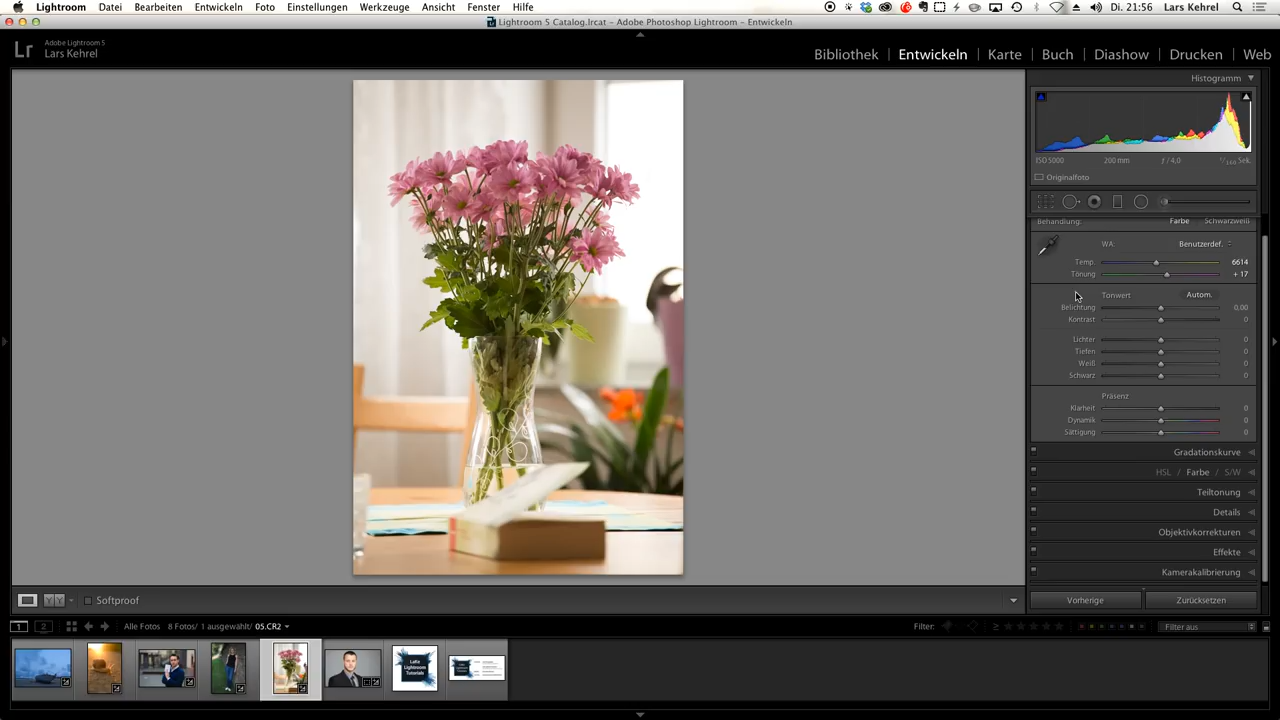 Lightroom Datei Bearbeiten Entwickeln Foto Einstellungen Werkzeuge Ansicht Fenster Hilfe Di. 21:56 Lars Kehrel
Lightroom 5 Catalog.lrcat – Adobe Photoshop Lightroom – Entwickeln
Lr Adobe Lightroom 5
Lars Kehrel
Bibliothek | Entwickeln | Karte | Buch | Diashow | Drucken | Web
Histogramm
ISO 5000 200 mm ƒ / 4,0 Sek.
Originalfoto
Behandlung: Farbe Schwarzweiß
WA: Benutzerdef.
Temp. 6614
Tönung + 17
Tonwert Autom.
Belichtung 0,00
Kontrast 0
Lichter 0
Tiefen 0
Weiß 0
Schwarz 0
Präsenz
Klarheit 0
Dynamik 0
Sättigung 0
Gradationskurve
HSL / Farbe / S/W
Teiltonung
Details
Objektivkorrekturen
Effekte
Kamerakalibrierung
Softproof
Vorherige Zurücksetzen
1 2 Alle Fotos 8 Fotos/ 1 ausgewählt/ 05.CR2 Filter: Filter aus
LaKe
Lightroom
Tutorials